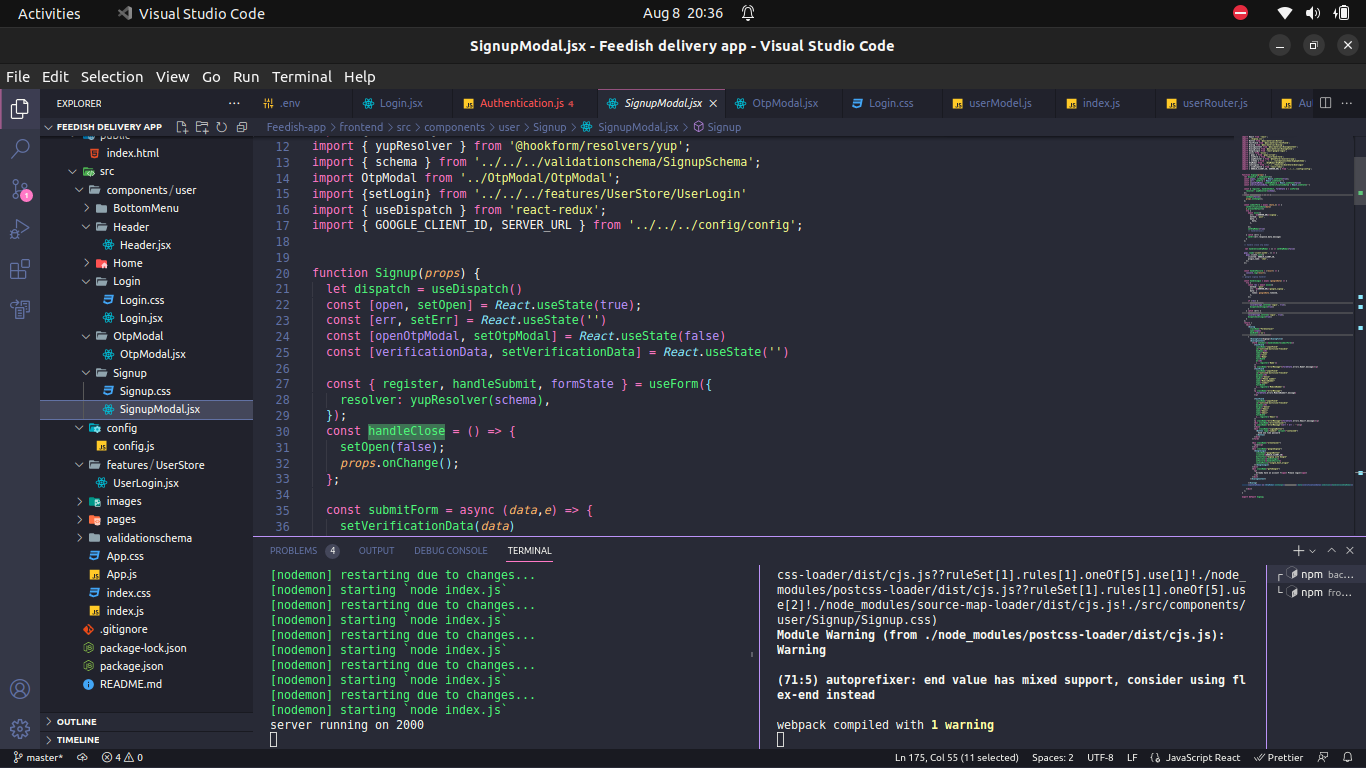 Activities
Visual Studio Code
Aug 8 20:36
SignupModal.jsx - Feedish delivery app - Visual Studio Code
File Edit Selection View Go Run Terminal Help
EXPLORER
FEEDISH DELIVERY APP
public
index.html
src
components / user
BottomMenu
Header
Header.jsx
Home
Login
Login.css
Login.jsx
OtpModal
OtpModal.jsx
Signup
Signup.css
SignupModal.jsx
config
config.js
features / UserStore
UserLogin.jsx
images
pages
validationschema
App.css
App.js
index.css
index.js
.gitignore
package-lock.json
package.json
README.md
OUTLINE
TIMELINE
1
.env
Login.jsx
Authentication.js 4
SignupModal.jsx
OtpModal.jsx
Login.css
userModel.js
index.js
userRouter.js
Au
Feedish-app > frontend > src > components > user > Signup > SignupModal.jsx > Signup
12 import { yupResolver } from '@hookform/resolvers/yup';
13 import { schema } from '../../../validationschema/SignupSchema';
14 import OtpModal from '../OtpModal/OtpModal';
15 import {setLogin} from '../../../features/UserStore/UserLogin'
16 import { useDispatch } from 'react-redux';
17 import { GOOGLE_CLIENT_ID, SERVER_URL } from '../../../config/config';
18
19
20 function Signup(props) {
21 let dispatch = useDispatch()
22 const [open, setOpen] = React.useState(true);
23 const [err, setErr] = React.useState('')
24 const [openOtpModal, setOtpModal] = React.useState(false)
25 const [verificationData, setVerificationData] = React.useState('')
26
27 const { register, handleSubmit, formState } = useForm({
28 resolver: yupResolver(schema),
29 });
30 const handleClose = () => {
31 setOpen(false);
32 props.onChange();
33 };
34
35 const submitForm = async (data,e) => {
36 setVerificationData(data)
PROBLEMS 4 OUTPUT DEBUG CONSOLE TERMINAL
[nodemon] restarting due to changes...
[nodemon] starting `node index.js`
[nodemon] restarting due to changes...
[nodemon] starting `node index.js`
[nodemon] restarting due to changes...
[nodemon] starting `node index.js`
[nodemon] restarting due to changes...
[nodemon] starting `node index.js`
[nodemon] restarting due to changes...
[nodemon] starting `node index.js`
server running on 2000
css-loader/dist/cjs.js??ruleSet[1].rules[1].oneOf[5].use[1]!./node_
modules/postcss-loader/dist/cjs.js??ruleSet[1].rules[1].oneOf[5].us
e[2]!./node_modules/source-map-loader/dist/cjs.js!./src/components/
user/Signup/Signup.css)
Module Warning (from ./node_modules/postcss-loader/dist/cjs.js):
Warning
(71:5) autoprefixer: end value has mixed support, consider using fl
ex-end instead
webpack compiled with 1 warning
npm bac...
npm fro...
master*
4 0
Ln 175, Col 55 (11 selected)
Spaces: 2
UTF-8
LF
JavaScript React
Prettier